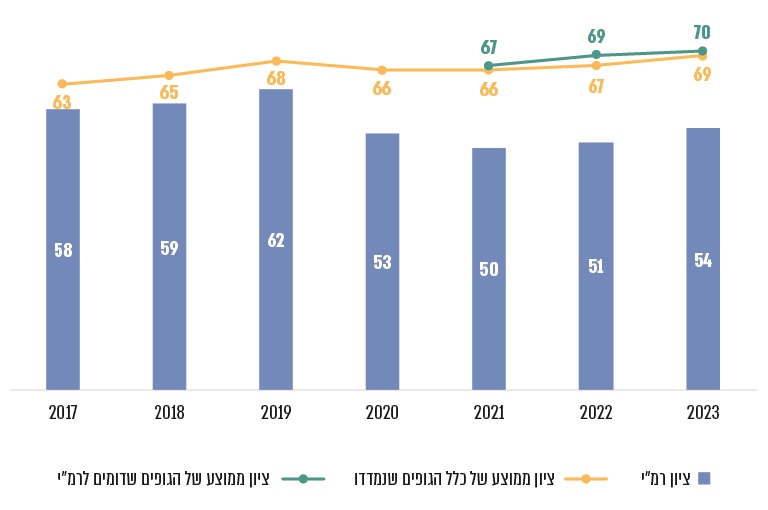 67 69 70
63 65 68 66 66 67 69
58 59 62 53 50 51 54
2017 2018 2019 2020 2021 2022 2023
ציון רמ"י
ציון ממוצע של כלל הגופים שנמדדו
ציון ממוצע של הגופים שדומים לרמ"י